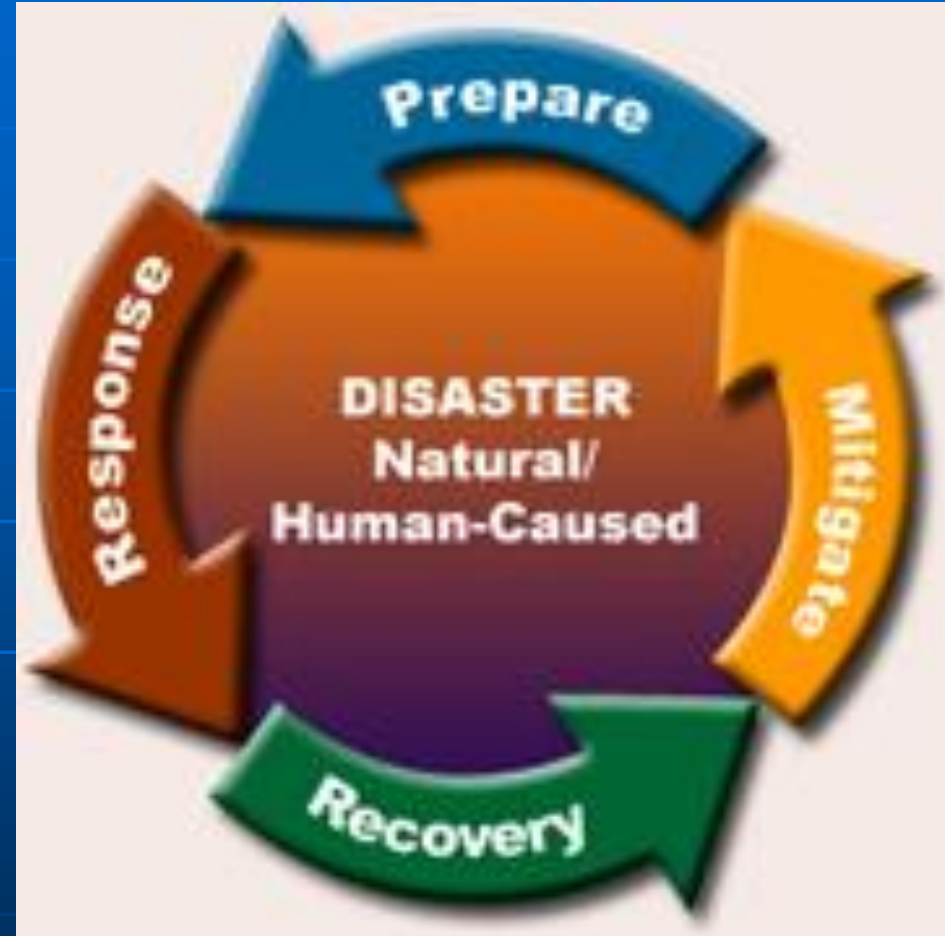 Prepare
Response
DISASTER
Natural/
Human-Caused
Mitigate
Recovery